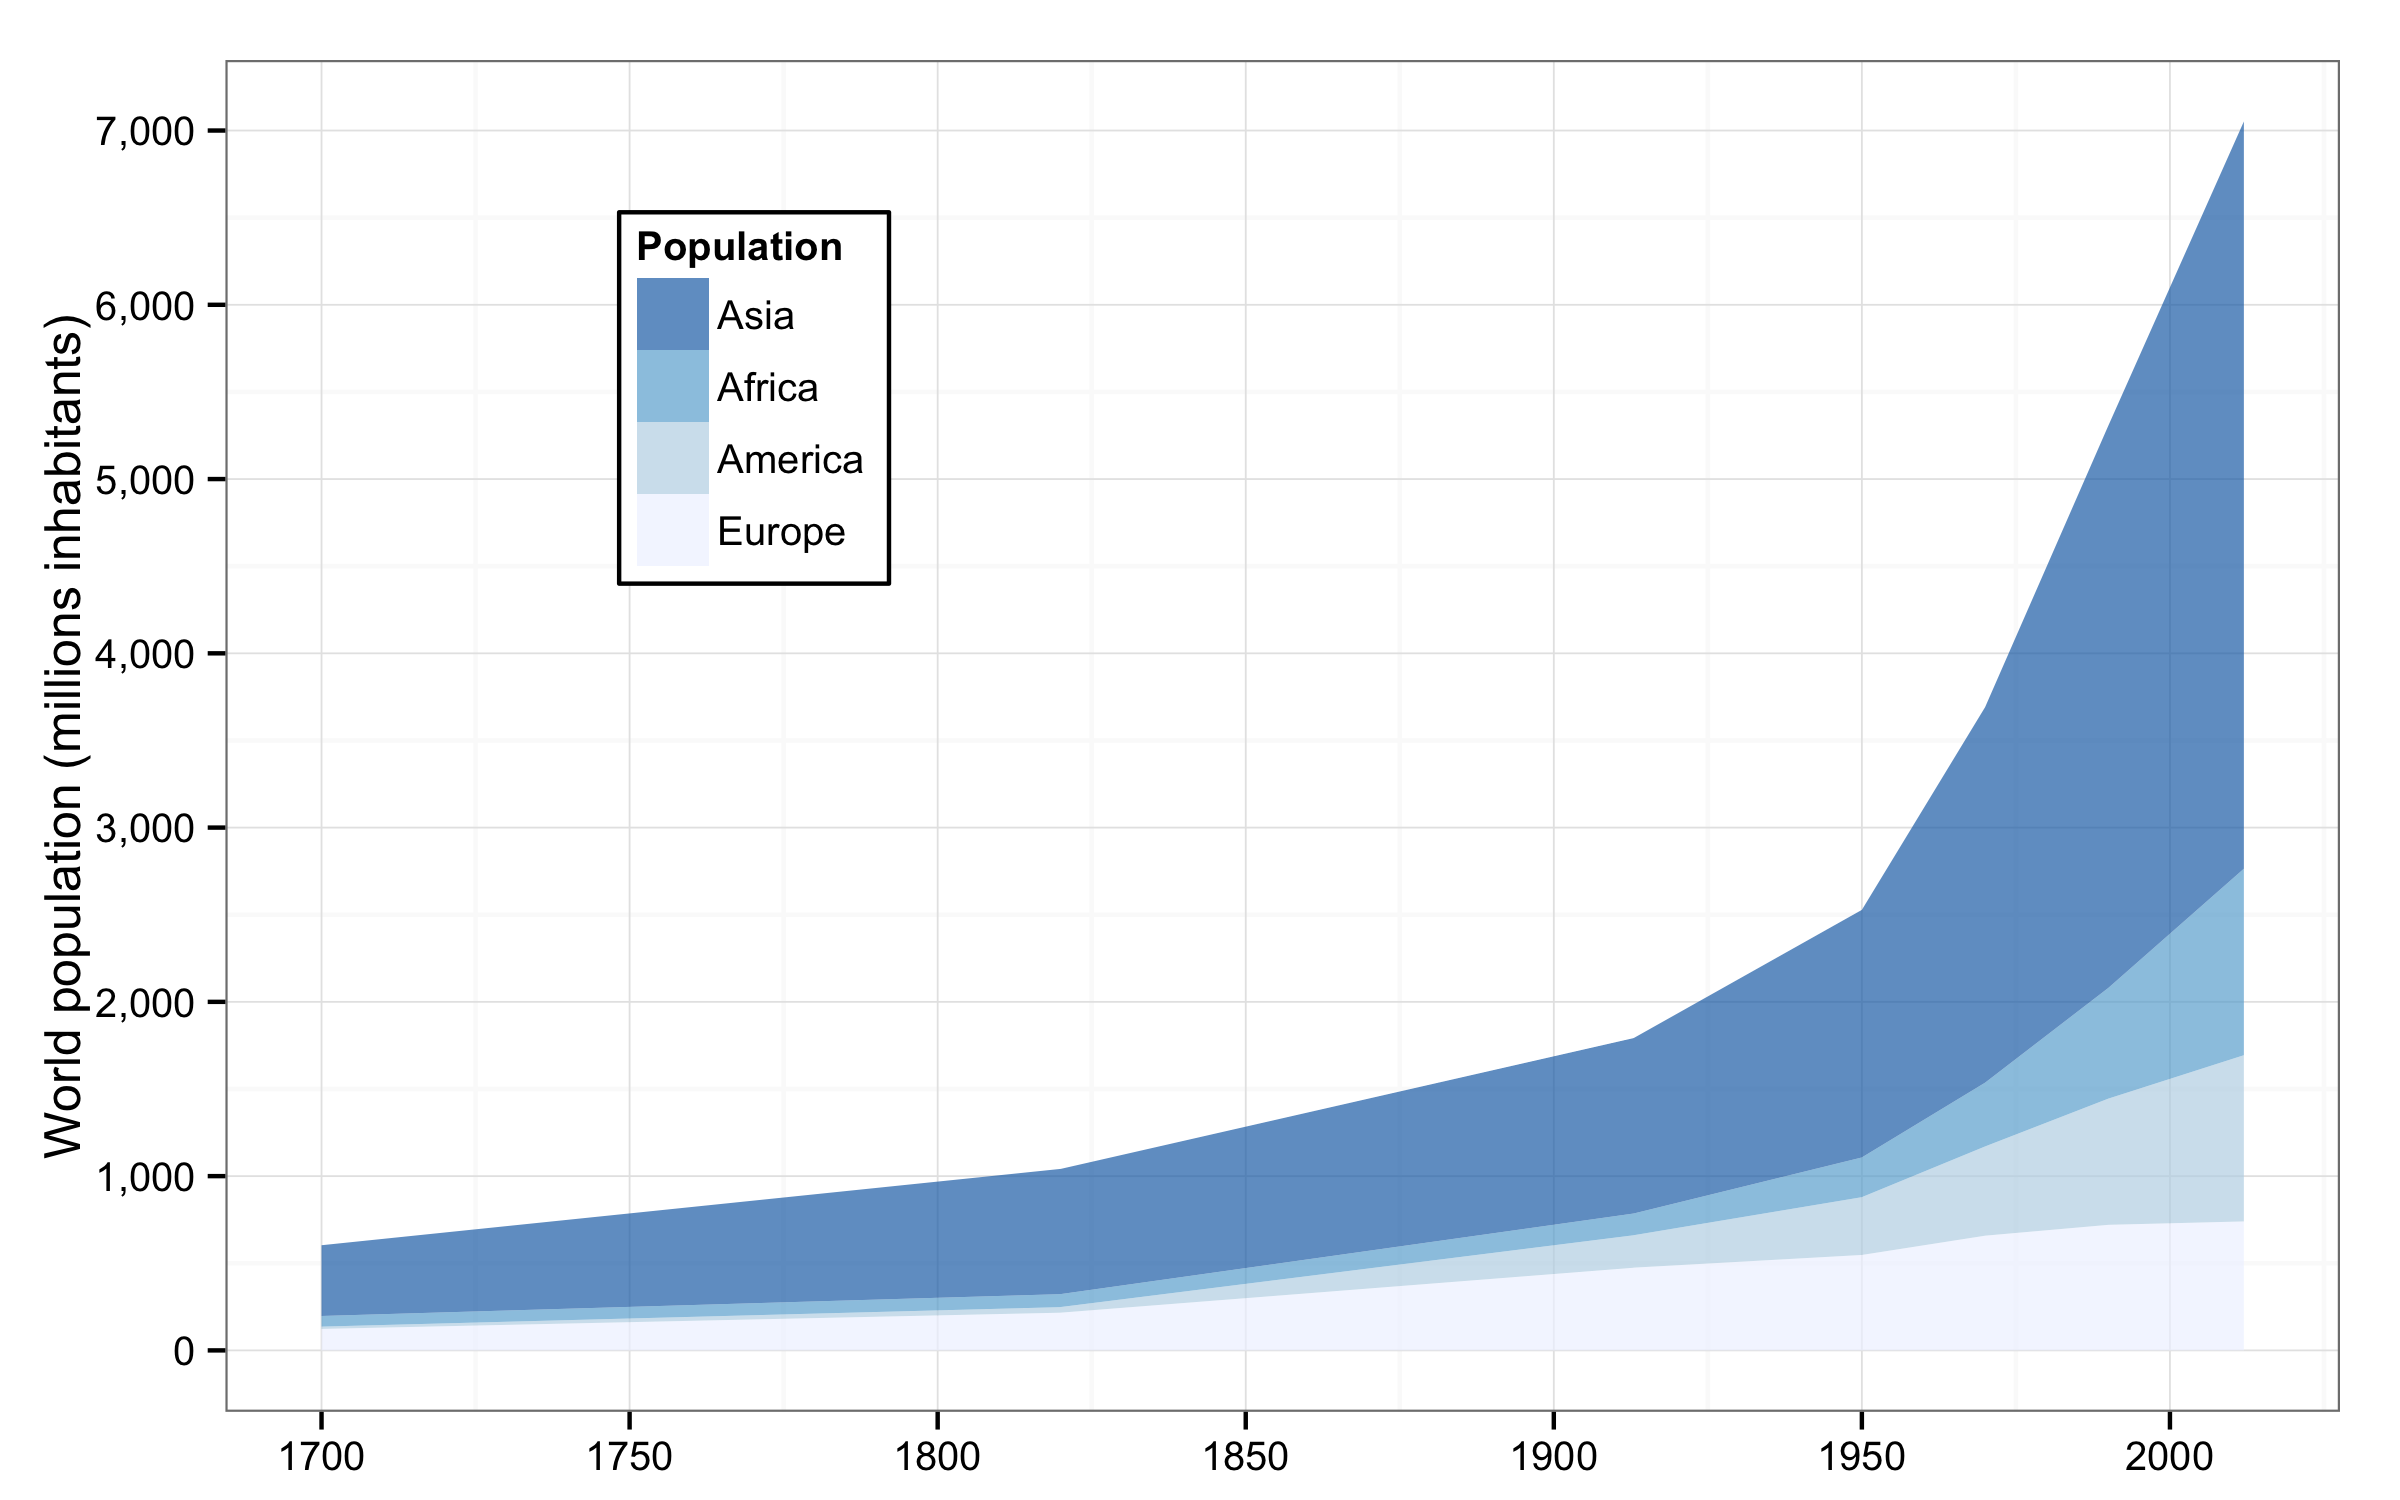 World population (millions inhabitants)
7,000
6,000
5,000
4,000
3,000
2,000
1,000
0
Population
Asia
Africa
America
Europe
1700 1750 1800 1850 1900 1950 2000